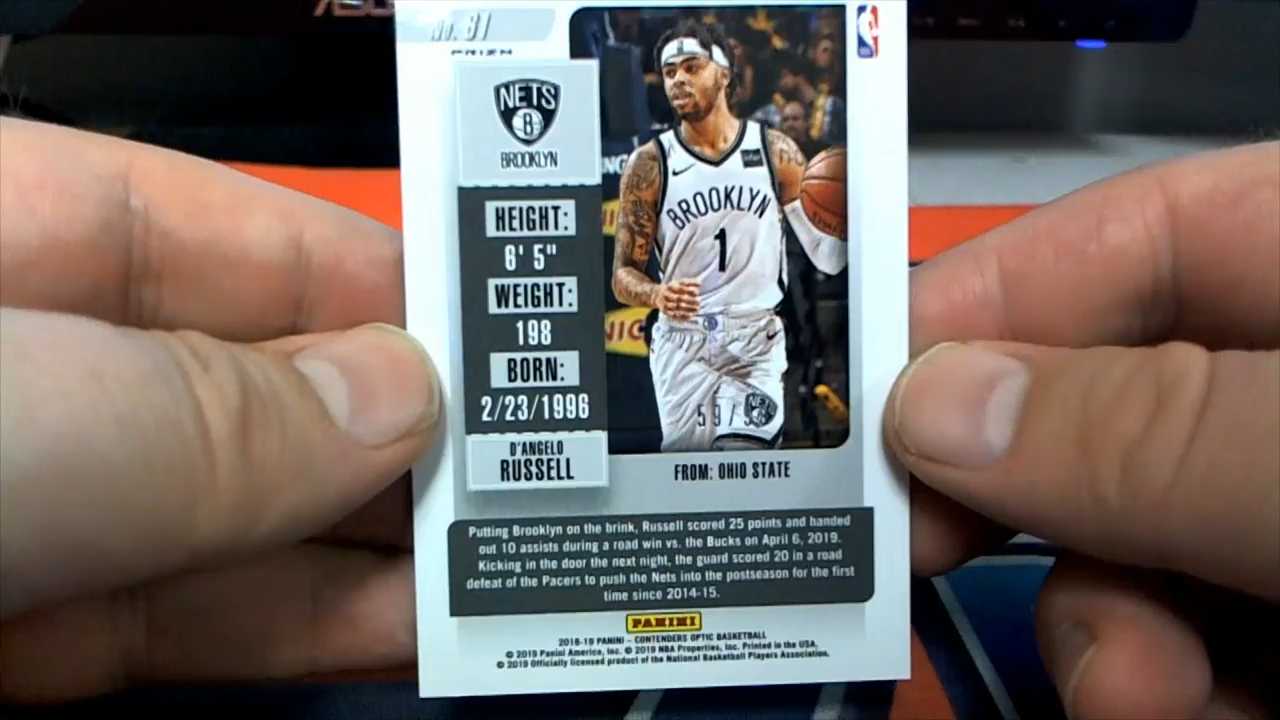 No. 81
PRIZM
NETS
B
BROOKLYN
HEIGHT:
6' 5"
WEIGHT:
198
BORN:
2/23/1996
D'ANGELO
RUSSELL
BROOKLYN
1
NETS
59/
FROM: OHIO STATE
Putting Brooklyn on the brink, Russell scored 25 points and handed
out 10 assists during a road win vs. the Bucks on April 6, 2019.
Kicking in the door the next night, the guard scored 20 in a road
defeat of the Pacers to push the Nets into the postseason for the first
time since 2014-15.
PANINI
2018-19 PANINI – CONTENDERS OPTIC BASKETBALL
© 2019 Panini America, Inc. © 2019 NBA Properties, Inc. Printed in the USA.
© 2019 Officially licensed product of the National Basketball Players Association.